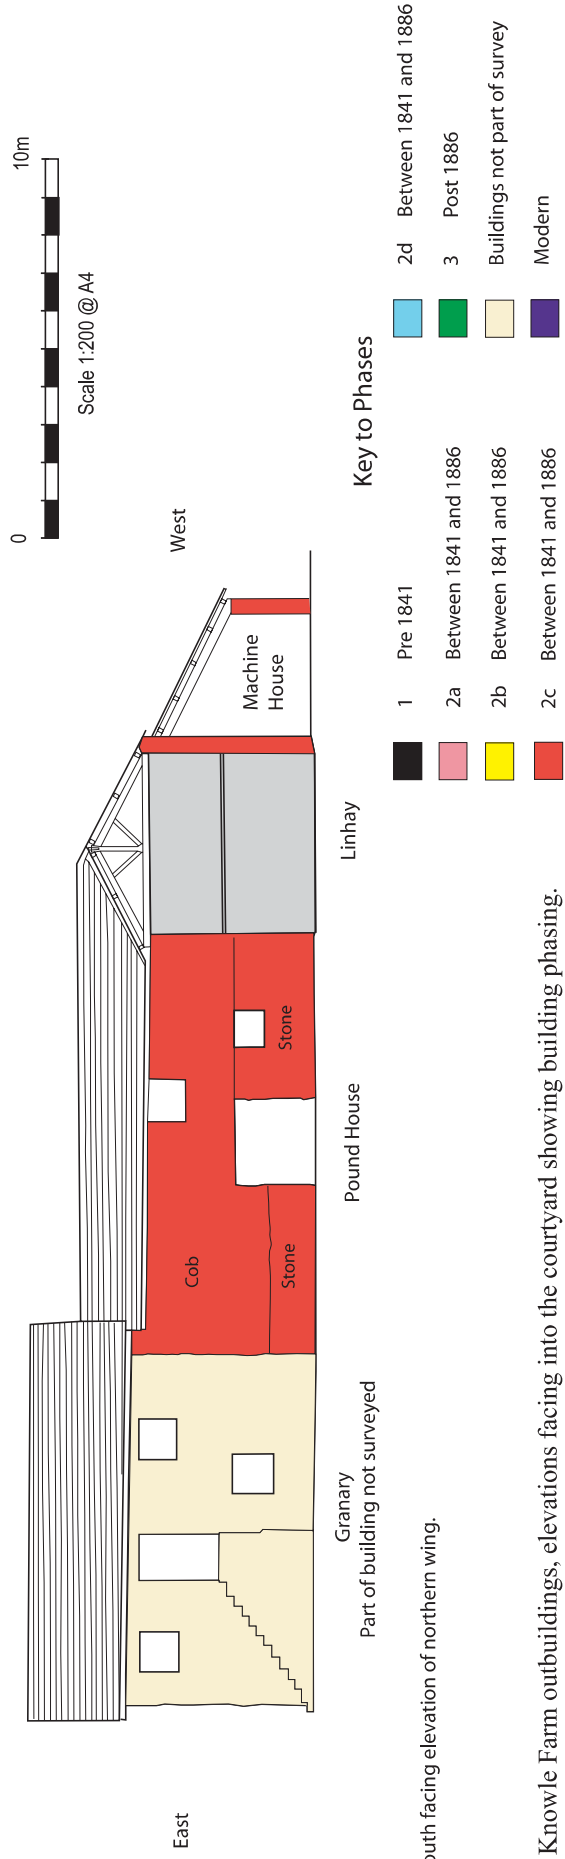 0
10m
Scale 1:200 @ A4
East
West
Cob
Stone
Stone
Machine
House
Granary
Part of building not surveyed
Pound House
Linhay
outh facing elevation of northern wing.
Key to Phases
1 Pre 1841
2a Between 1841 and 1886
2b Between 1841 and 1886
2c Between 1841 and 1886
2d Between 1841 and 1886
3 Post 1886
Buildings not part of survey
Modern
Knowle Farm outbuildings, elevations facing into the courtyard showing building phasing.